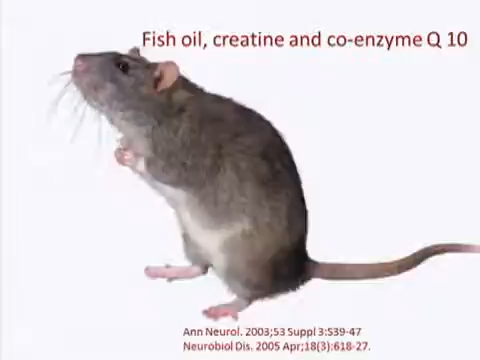 Fish oil, creatine and co-enzyme Q 10
Ann Neurol. 2003;53 Suppl 3:S39-47
Neurobiol Dis. 2005 Apr;18(3):618-27.